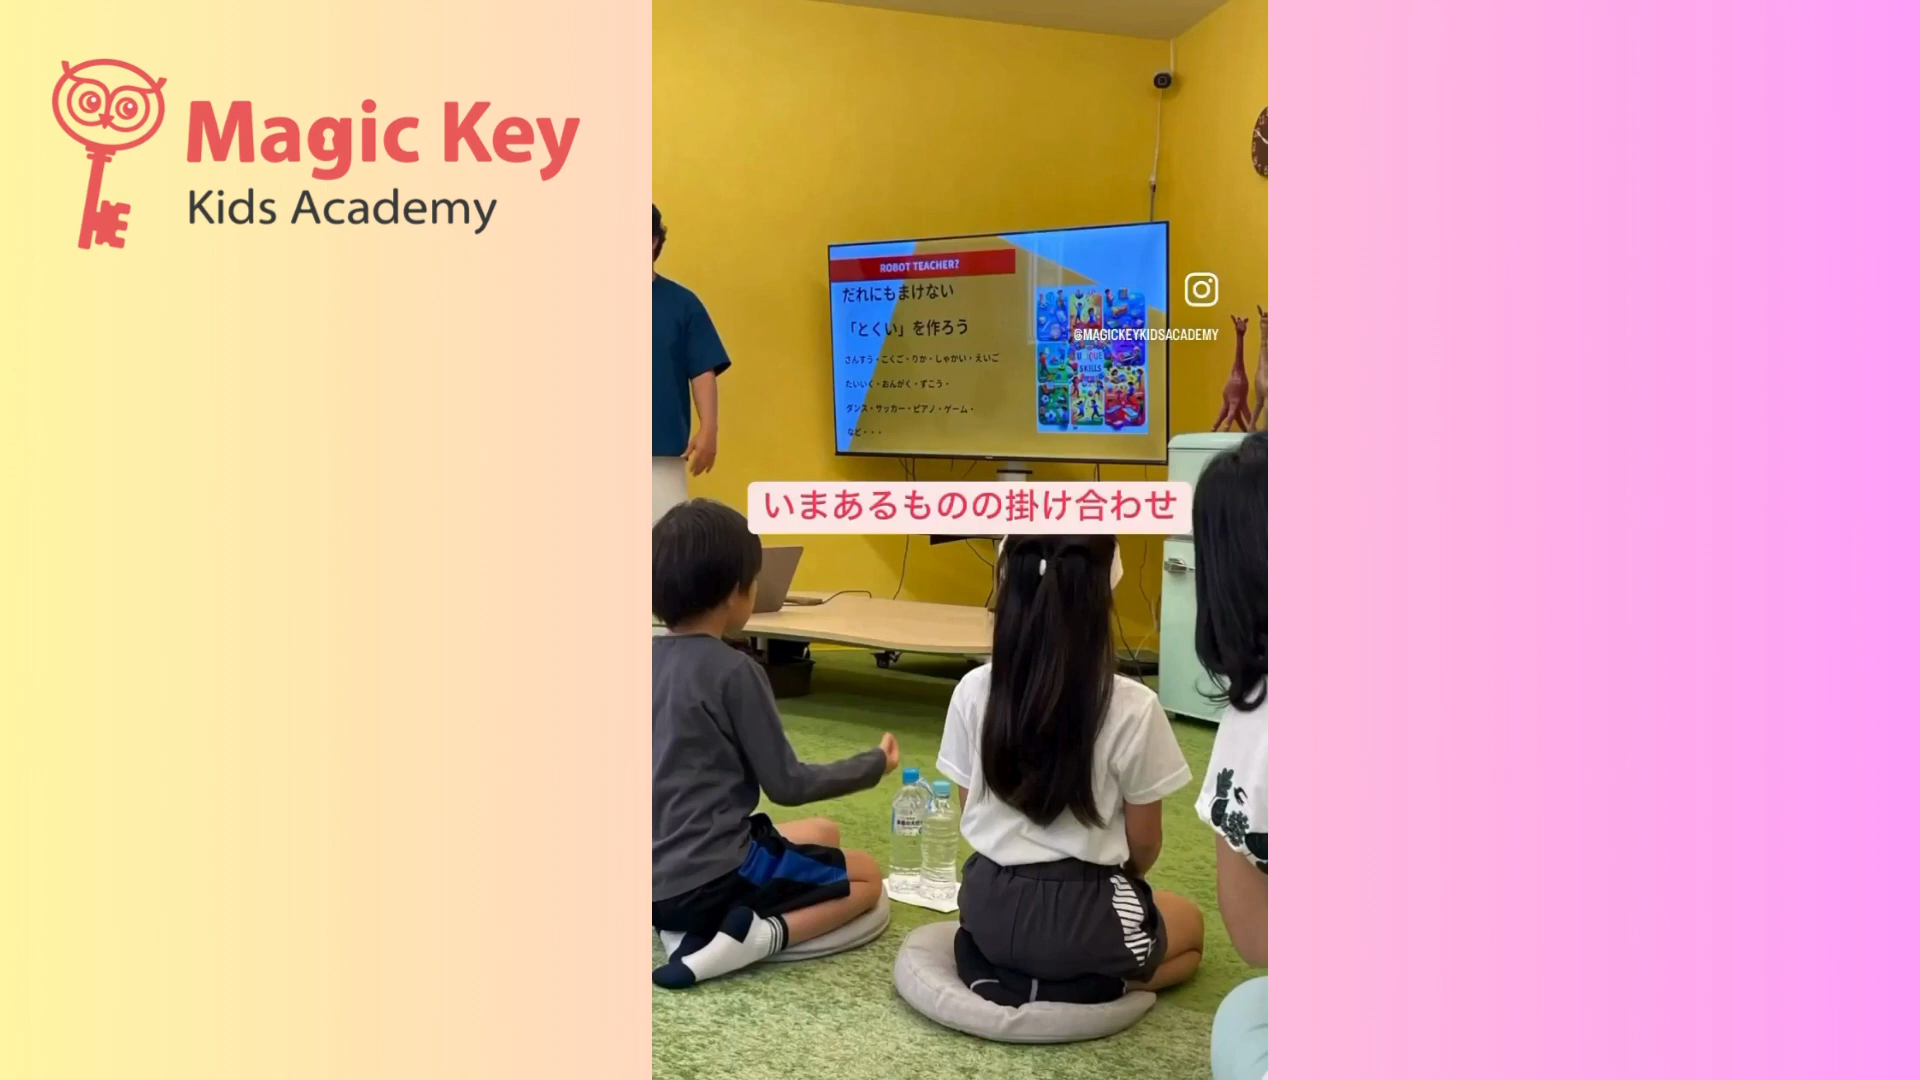 Magic Key
Kids Academy
ROBOT TEACHER?
だれにもまけない
「とくい」を作ろう
さんすう・こくご・りか・しゃかい・えいご
たいいく・おんがく・ずこう・
ダンス・サッカー・ピアノ・ゲーム・
など・・・
@MAGICKEYKIDSACADEMY
UNIQUE
SKILLS
いまあるものの掛け合わせ